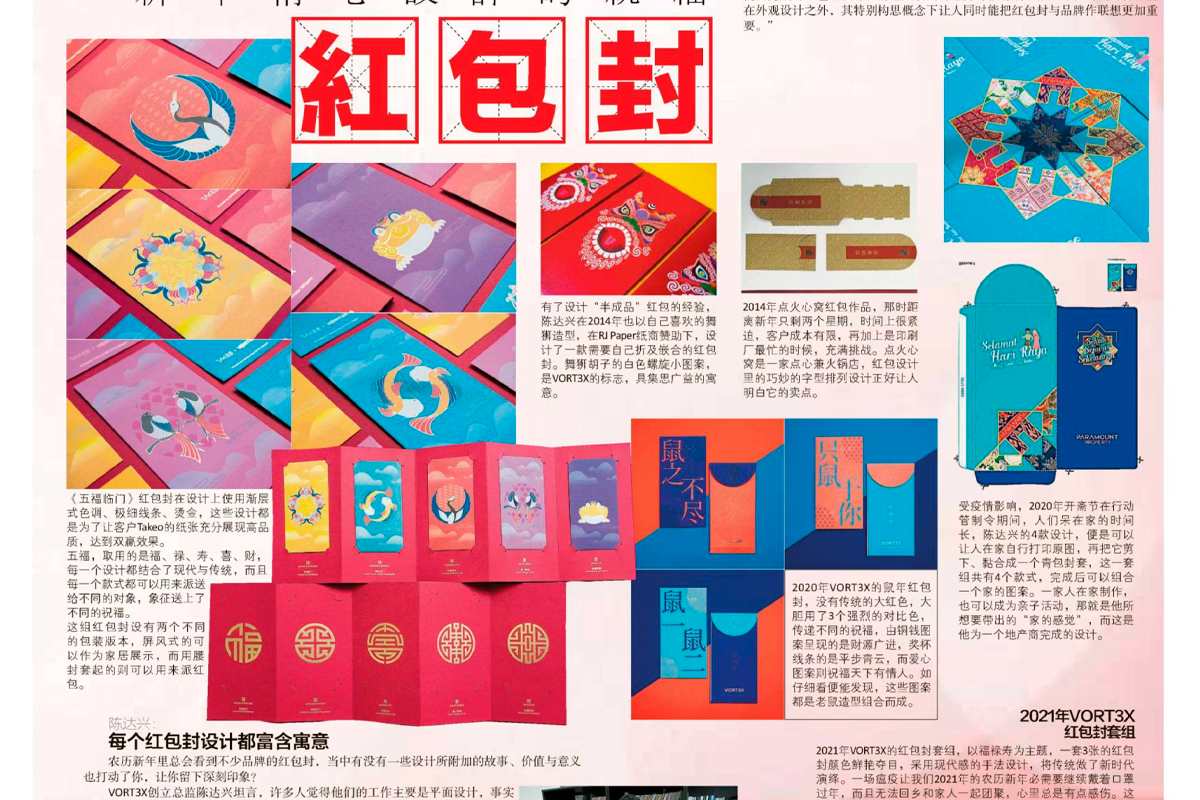 紅包封
在外观设计之外，其特别构思概念下让人同时能把红包封与品牌作联想更加重
要。”
有了设计“半成品”红包的经验，
陈达兴在2014年也以自己喜欢的舞
狮造型，在RJ Paper纸商赞助下，设
计了一款需要自己折及嵌合的红包
封。舞狮胡子的白色螺旋小图案，
是VORT3X的标志，具集思广益的寓
意。
2014年点火心窝红包作品，那时距
离新年只剩两个星期，时间上很紧
迫，客户成本有限，再加上是印刷
厂最忙的时候，充满挑战。点火心
窝是一家点心兼火锅店，红包设计
里的巧妙的字型排列设计正好让人
明白它的卖点。
Selamat
Hari Raya
PARAMOUNT
PROPERTY
《五福临门》红包封在设计上使用渐层
式色调、极细线条、烫金，这些设计都
是为了让客户Takeo的纸张充分展现高品
质，达到双赢效果。
五福，取用的是福、禄、寿、喜、财，
每一个设计都结合了现代与传统，而且
每一个款式都可以用来派送
给不同的对象，象征送上了
不同的祝福。
这组红包封设有两个不同
的包装版本，屏风式的可
以作为家居展示，而用腰
封套起的则可以用来派红
包。
鼠之
不尽
只鼠
于你
鼠一
鼠二
VORT3X
2020年VORT3X的鼠年红包
封，没有传统的大红色，大
胆用了3个强烈的对比色，
传递不同的祝福，由铜钱图
案呈现的是财源广进，奖杯
线条的是平步青云，而爱心
图案则祝福天下有情人。如
仔细看便能发现，这些图案
都是老鼠造型组合而成。
受疫情影响，2020年开斋节在行动
管制令期间，人们呆在家的时间
长，陈达兴的4款设计，便是可以
让人在家自行打印原图，再把它剪
下、黏合成一个青包封套，这一套
组共有4个款式，完成后可以组合
一个家的图案。一家人在家制作，
也可以成为亲子活动，那就是他所
想要带出的“家的感觉”，而这是
他为一个地产商完成的设计。
陈达兴：
每个红包封设计都富含寓意
农历新年里总会看到不少品牌的红包封，当中有没有一些设计所附加的故事、价值与意义
也打动了你，让你留下深刻印象？
VORT3X创立总监陈达兴坦言，许多人觉得他们的工作主要是平面设计，事实
2021年VORT3X
红包封套组
2021年VORT3X的红包封套组，以福禄寿为主题，一套3张的红包
封颜色鲜艳夺目，采用现代感的手法设计，将传统做了新时代
演绎。一场瘟疫让我们2021年的农历新年必需要继续戴着口罩
过年，而且无法回乡和家人一起团聚，心里总是有点感伤。这